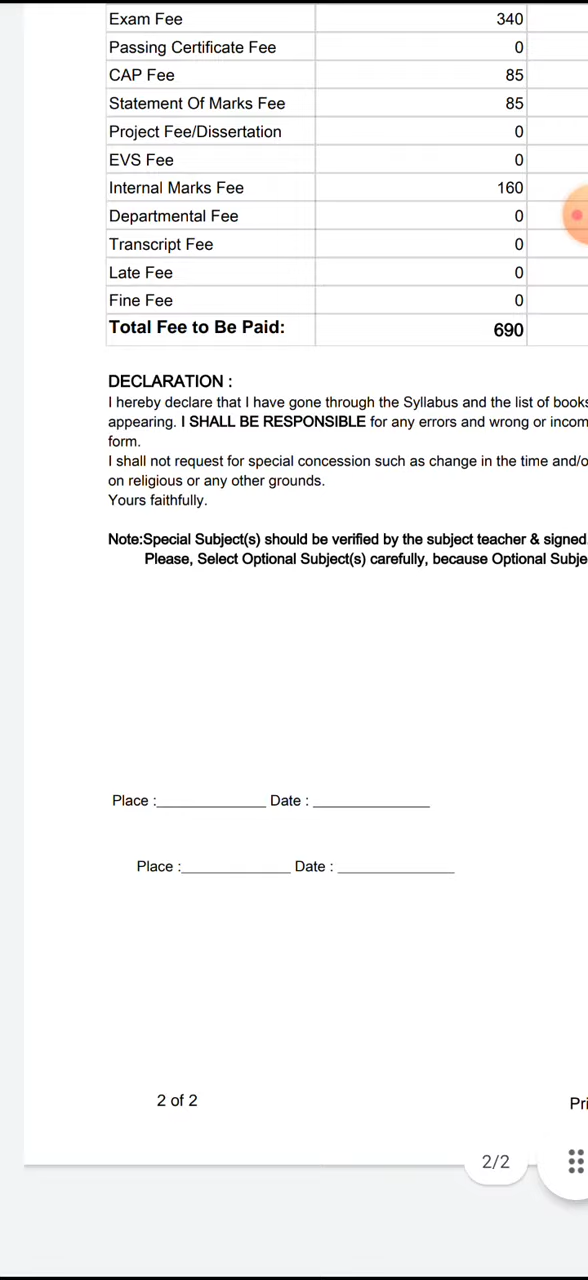 Exam Fee 340
Passing Certificate Fee 0
CAP Fee 85
Statement Of Marks Fee 85
Project Fee/Dissertation 0
EVS Fee 0
Internal Marks Fee 160
Departmental Fee 0
Transcript Fee 0
Late Fee 0
Fine Fee 0
Total Fee to Be Paid: 690
DECLARATION :
I hereby declare that I have gone through the Syllabus and the list of books
appearing. I SHALL BE RESPONSIBLE for any errors and wrong or incom
form.
I shall not request for special concession such as change in the time and/o
on religious or any other grounds.
Yours faithfully.
Note:Special Subject(s) should be verified by the subject teacher & signed
Please, Select Optional Subject(s) carefully, because Optional Subje
Place :______________ Date : _______________
Place :______________ Date : _______________
2 of 2 Pri
2/2